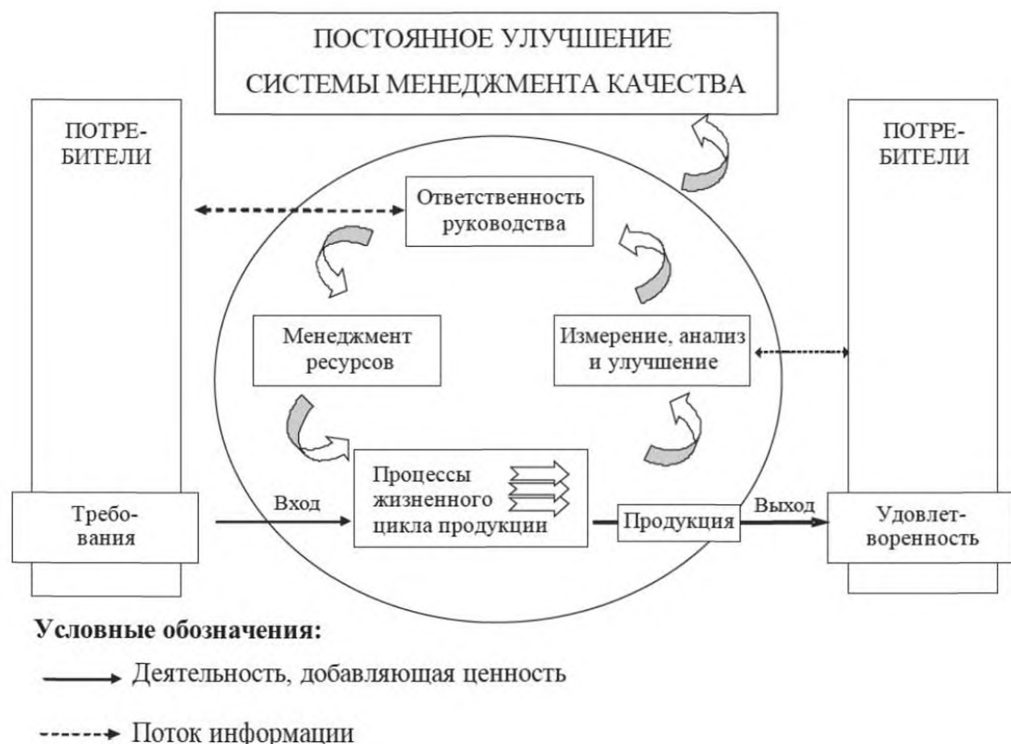 ПОСТОЯННОЕ УЛУЧШЕНИЕ
СИСТЕМЫ МЕНЕДЖМЕНТА КАЧЕСТВА
ПОТРЕ-
БИТЕЛИ
ПОТРЕ-
БИТЕЛИ
Ответственность
руководства
Менеджмент
ресурсов
Измерение, анализ
и улучшение
Процессы
жизненного
цикла продукции
Требо-
вания
Вход
Продукция
Выход
Удовлет-
воренность
Условные обозначения:
Деятельность, добавляющая ценность
Поток информации